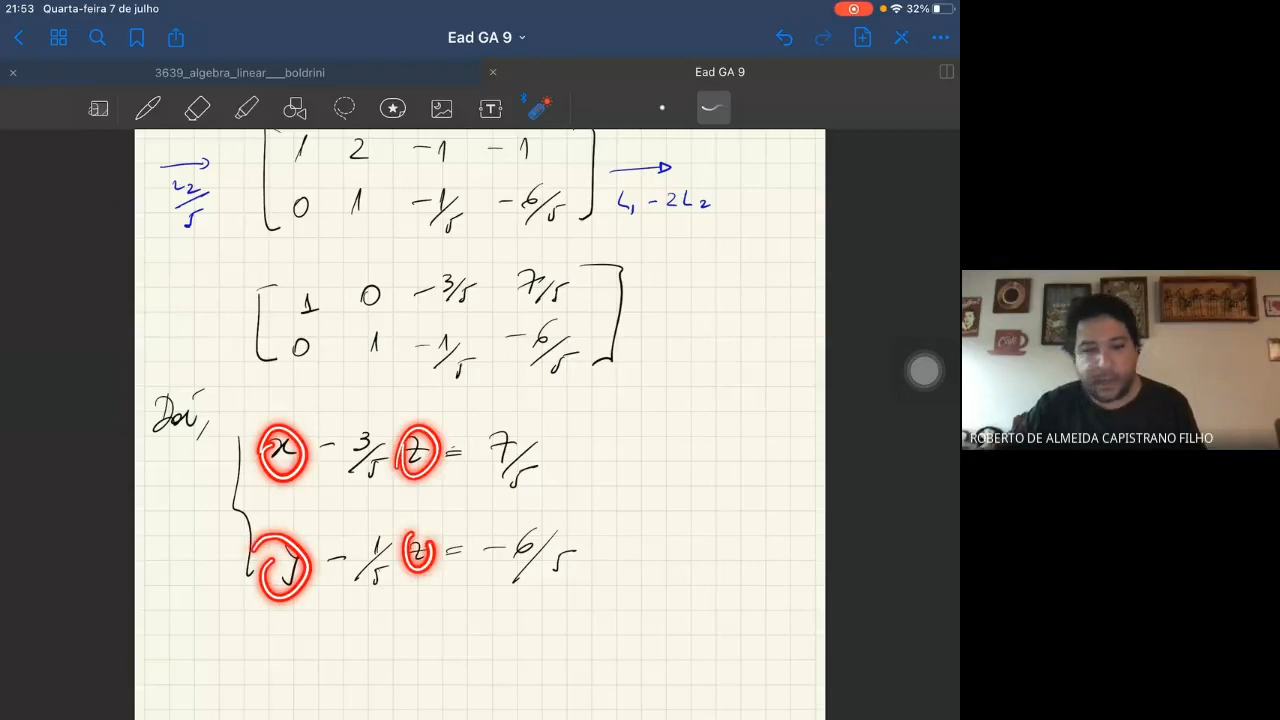 21:53 Quarta-feira 7 de julho 32%
Ead GA 9
3639_algebra_linear___boldrini Ead GA 9
1 2 -1 -1
L2/5
0 1 -1/5 -6/5 L1 - 2L2
1 0 -3/5 7/5
0 1 -1/5 -6/5
Daí,
x - 3/5 z = 7/5
y - 1/5 z = -6/5
ROBERTO DE ALMEIDA CAPISTRANO FILHO